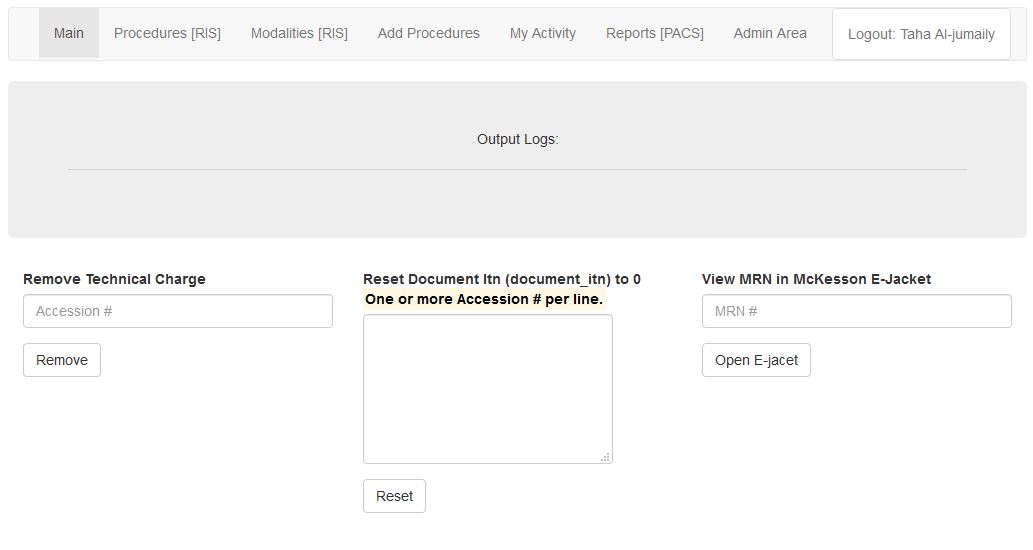 Main Procedures [RIS] Modalities [RIS] Add Procedures My Activity Reports [PACS] Admin Area Logout: Taha Al-jumaily
Output Logs:
Remove Technical Charge
Accession #
Remove
Reset Document Itn (document_itn) to 0
One or more Accession # per line.
Reset
View MRN in McKesson E-Jacket
MRN #
Open E-jacet